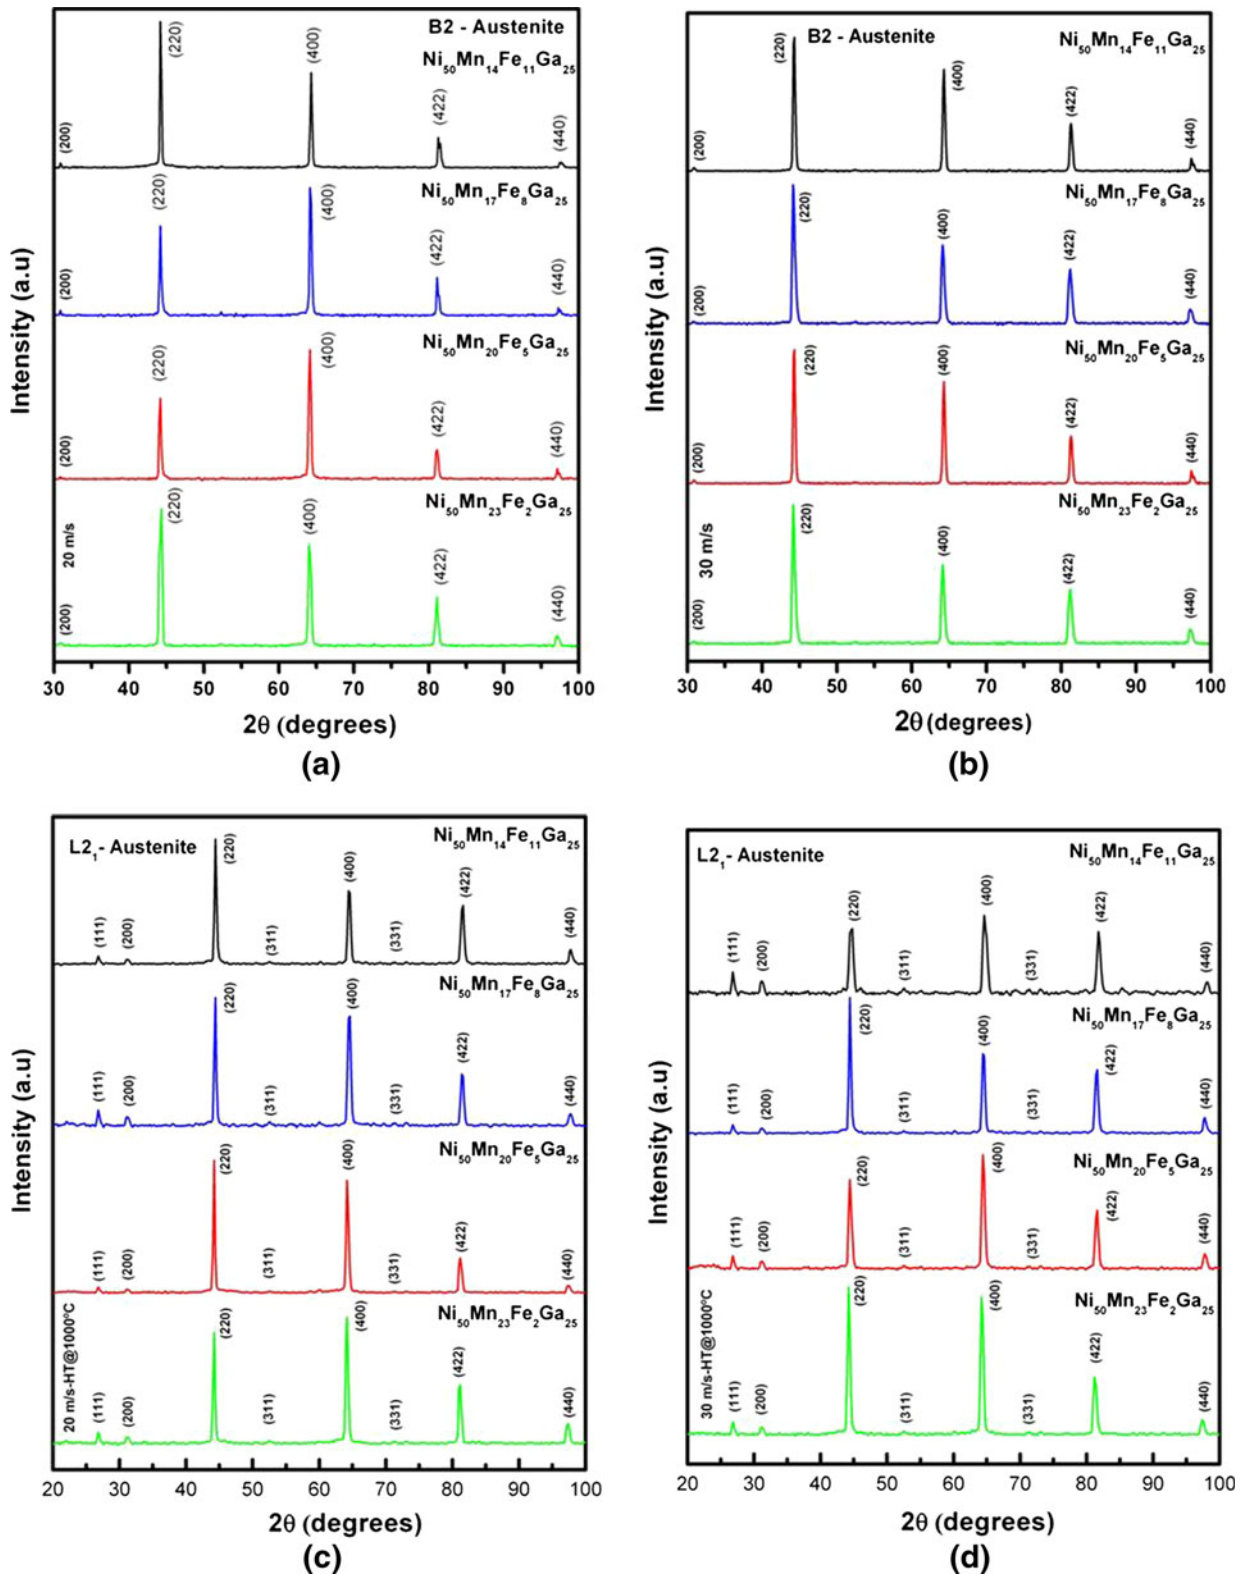 B2 - Austenite
Ni50Mn14Fe11Ga25
(200)
(220)
(400)
(422)
(440)
Ni50Mn17Fe8Ga25
(200)
(220)
(400)
(422)
(440)
Ni50Mn20Fe5Ga25
(200)
(220)
(400)
(422)
(440)
Ni50Mn23Fe2Ga25
20 m/s
(200)
(220)
(400)
(422)
(440)
Intensity (a.u)
30 40 50 60 70 80 90 100
2θ (degrees)
(a)
B2 - Austenite
Ni50Mn14Fe11Ga25
(200)
(220)
(400)
(422)
(440)
Ni50Mn17Fe8Ga25
(200)
(220)
(400)
(422)
(440)
Ni50Mn20Fe5Ga25
(200)
(220)
(400)
(422)
(440)
Ni50Mn23Fe2Ga25
30 m/s
(200)
(220)
(400)
(422)
(440)
Intensity (a.u)
30 40 50 60 70 80 90 100
2θ (degrees)
(b)
L21- Austenite
Ni50Mn14Fe11Ga25
(111)
(200)
(220)
(311)
(400)
(331)
(422)
(440)
Ni50Mn17Fe8Ga25
(111)
(200)
(220)
(311)
(400)
(331)
(422)
(440)
Ni50Mn20Fe5Ga25
(111)
(200)
(220)
(311)
(400)
(331)
(422)
(440)
Ni50Mn23Fe2Ga25
20 m/s-HT@1000°C
(111)
(200)
(220)
(311)
(400)
(331)
(422)
(440)
Intensity (a.u)
20 30 40 50 60 70 80 90 100
2θ (degrees)
(c)
L21- Austenite
Ni50Mn14Fe11Ga25
(111)
(200)
(220)
(311)
(400)
(331)
(422)
(440)
Ni50Mn17Fe8Ga25
(111)
(200)
(220)
(311)
(400)
(331)
(422)
(440)
Ni50Mn20Fe5Ga25
(111)
(200)
(220)
(311)
(400)
(331)
(422)
(440)
Ni50Mn23Fe2Ga25
30 m/s-HT@1000°C
(111)
(200)
(220)
(311)
(400)
(331)
(422)
(440)
Intensity (a.u)
20 30 40 50 60 70 80 90 100
2θ (degrees)
(d)